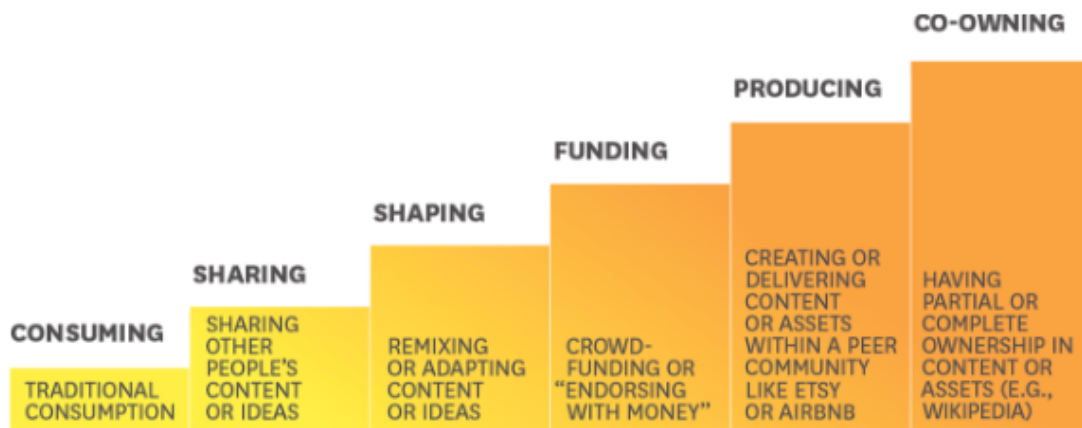 CONSUMING
TRADITIONAL
CONSUMPTION
SHARING
SHARING
OTHER
PEOPLE'S
CONTENT
OR IDEAS
SHAPING
REMIXING
OR ADAPTING
CONTENT
OR IDEAS
FUNDING
CROWD-
FUNDING OR
“ENDORSING
WITH MONEY”
PRODUCING
CREATING OR
DELIVERING
CONTENT
OR ASSETS
WITHIN A PEER
COMMUNITY
LIKE ETSY
OR AIRBNB
CO-OWNING
HAVING
PARTIAL OR
COMPLETE
OWNERSHIP IN
CONTENT OR
ASSETS (E.G.,
WIKIPEDIA)